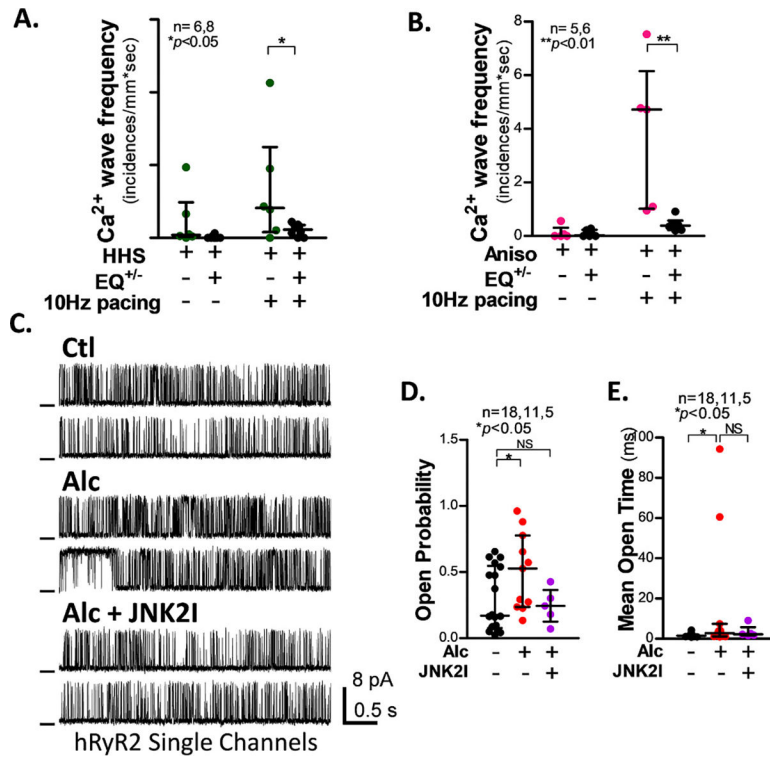 A.
n= 6,8
*p<0.05
*
Ca2+ wave frequency
(incidences/mm*sec)
HHS + + + +
EQ+/- - + - +
10Hz pacing - - + +
B.
n= 5,6
**p<0.01
**
Ca2+ wave frequency
(incidences/mm*sec)
8
6
4
2
0
Aniso + + + +
EQ+/- - + - +
10Hz pacing - - + +
C.
Ctl
Alc
Alc + JNK2I
8 pA
0.5 s
hRyR2 Single Channels
D.
n=18,11,5
*p<0.05
NS
*
Open Probability
1.5
1.0
0.5
0.0
Alc - + +
JNK2I - - +
E.
n=18,11,5
*p<0.05
* NS
Mean Open Time (ms)
100
80
60
40
20
0
Alc - + +
JNK2I - - +